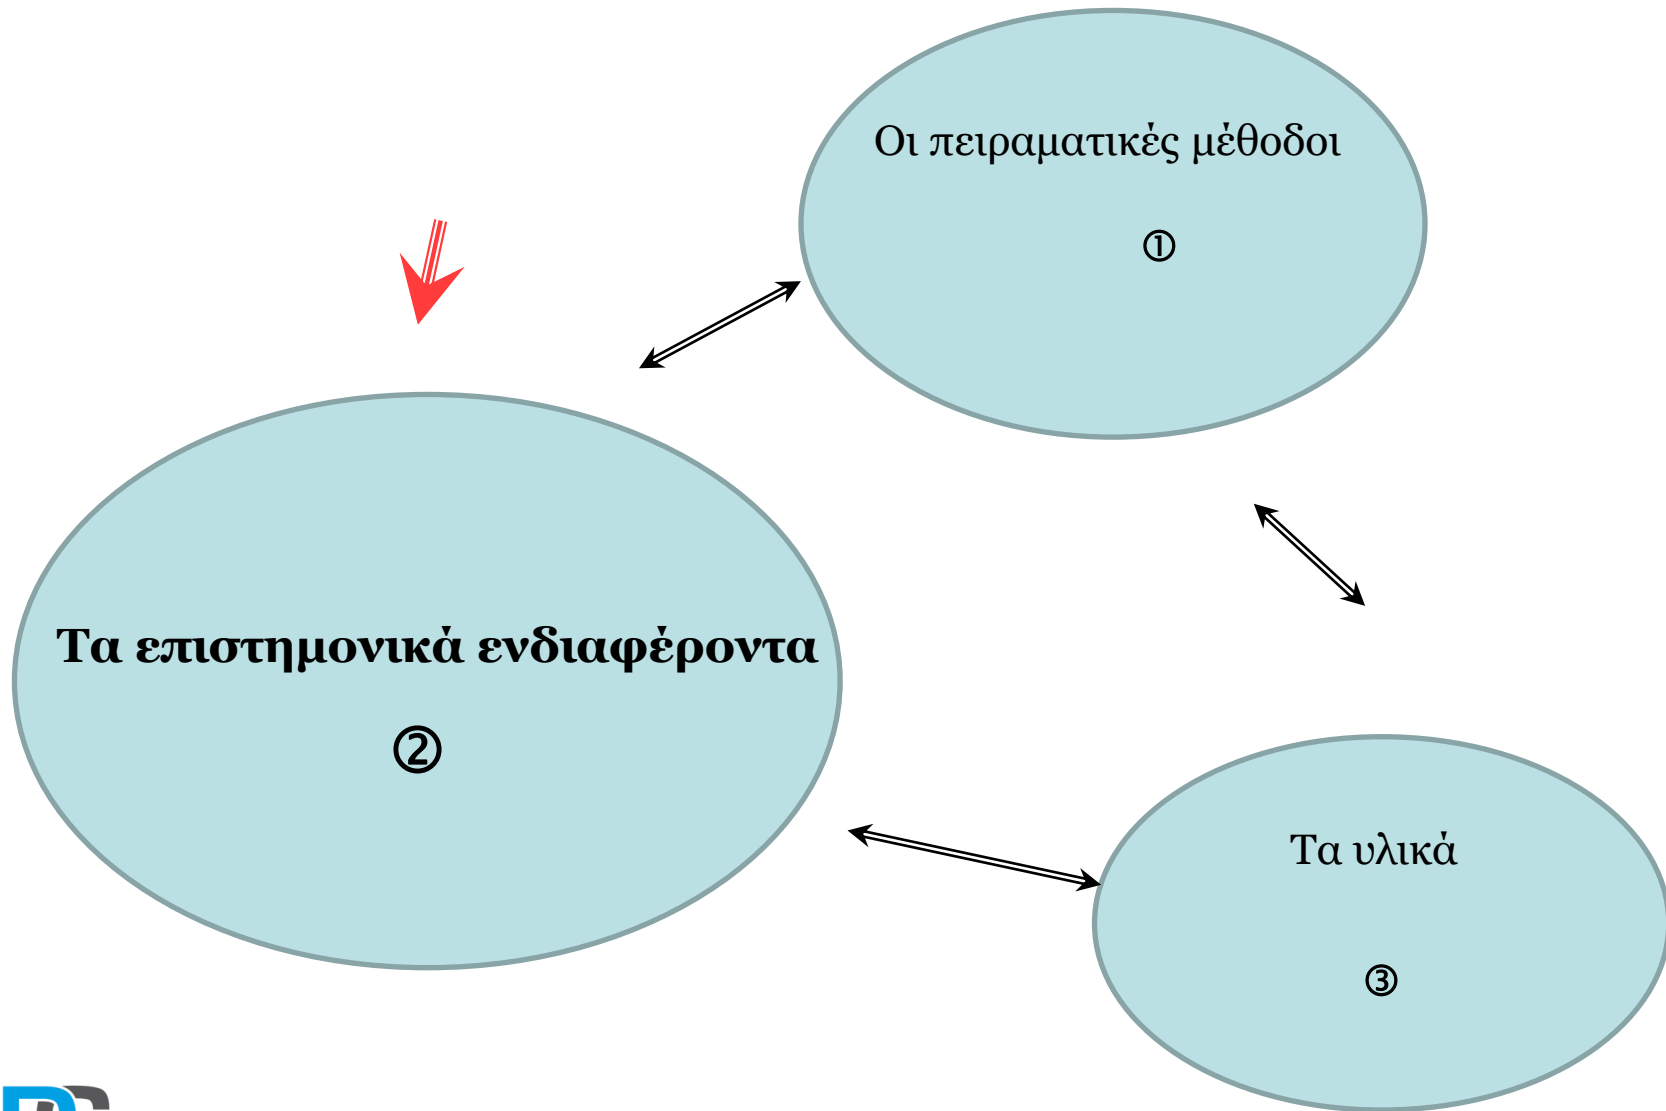 Οι πειραματικές μέθοδοι
①
Τα επιστημονικά ενδιαφέροντα
②
Τα υλικά
③